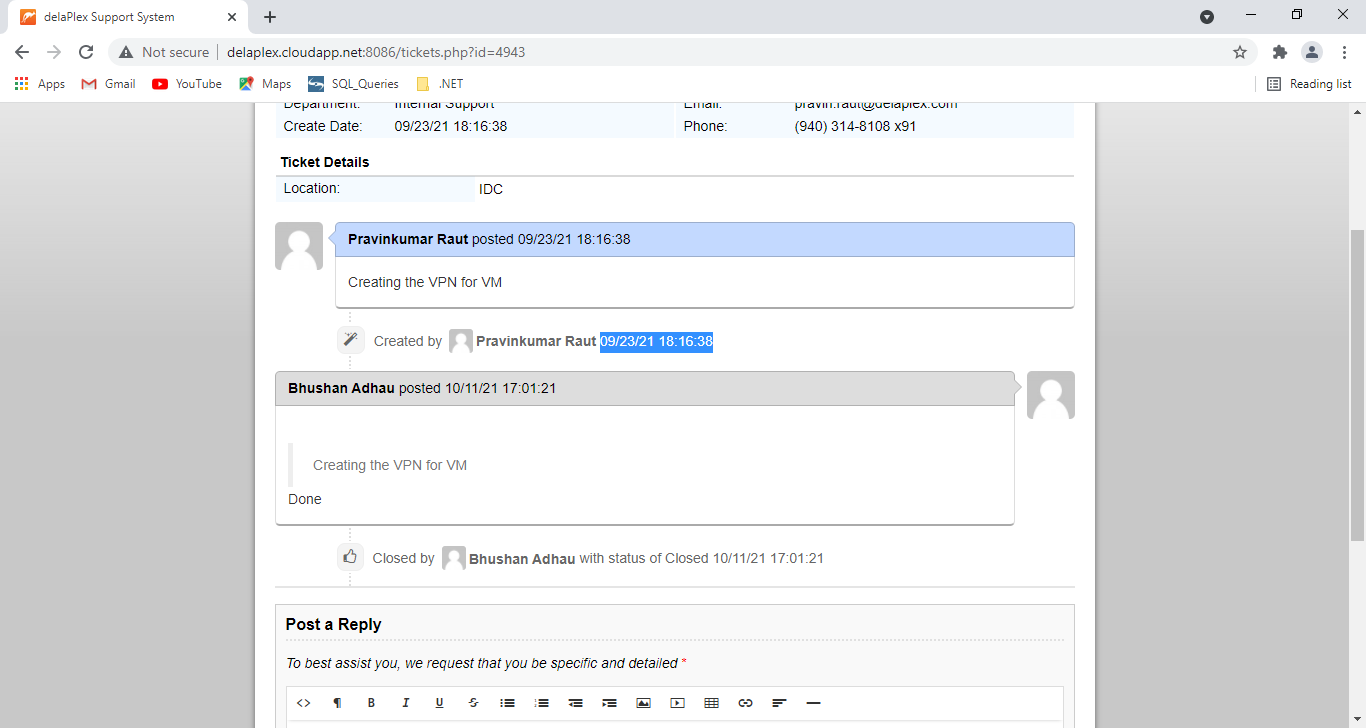 delaPlex Support System
Not secure delaplex.cloudapp.net:8086/tickets.php?id=4943
Apps Gmail YouTube Maps SQL_Queries .NET Reading list
Department: Internal Support Email: pravin.raut@delaplex.com
Create Date: 09/23/21 18:16:38 Phone: (940) 314-8108 x91
Ticket Details
Location: IDC
Pravinkumar Raut posted 09/23/21 18:16:38
Creating the VPN for VM
Created by Pravinkumar Raut 09/23/21 18:16:38
Bhushan Adhau posted 10/11/21 17:01:21
Creating the VPN for VM
Done
Closed by Bhushan Adhau with status of Closed 10/11/21 17:01:21
Post a Reply
To best assist you, we request that you be specific and detailed *